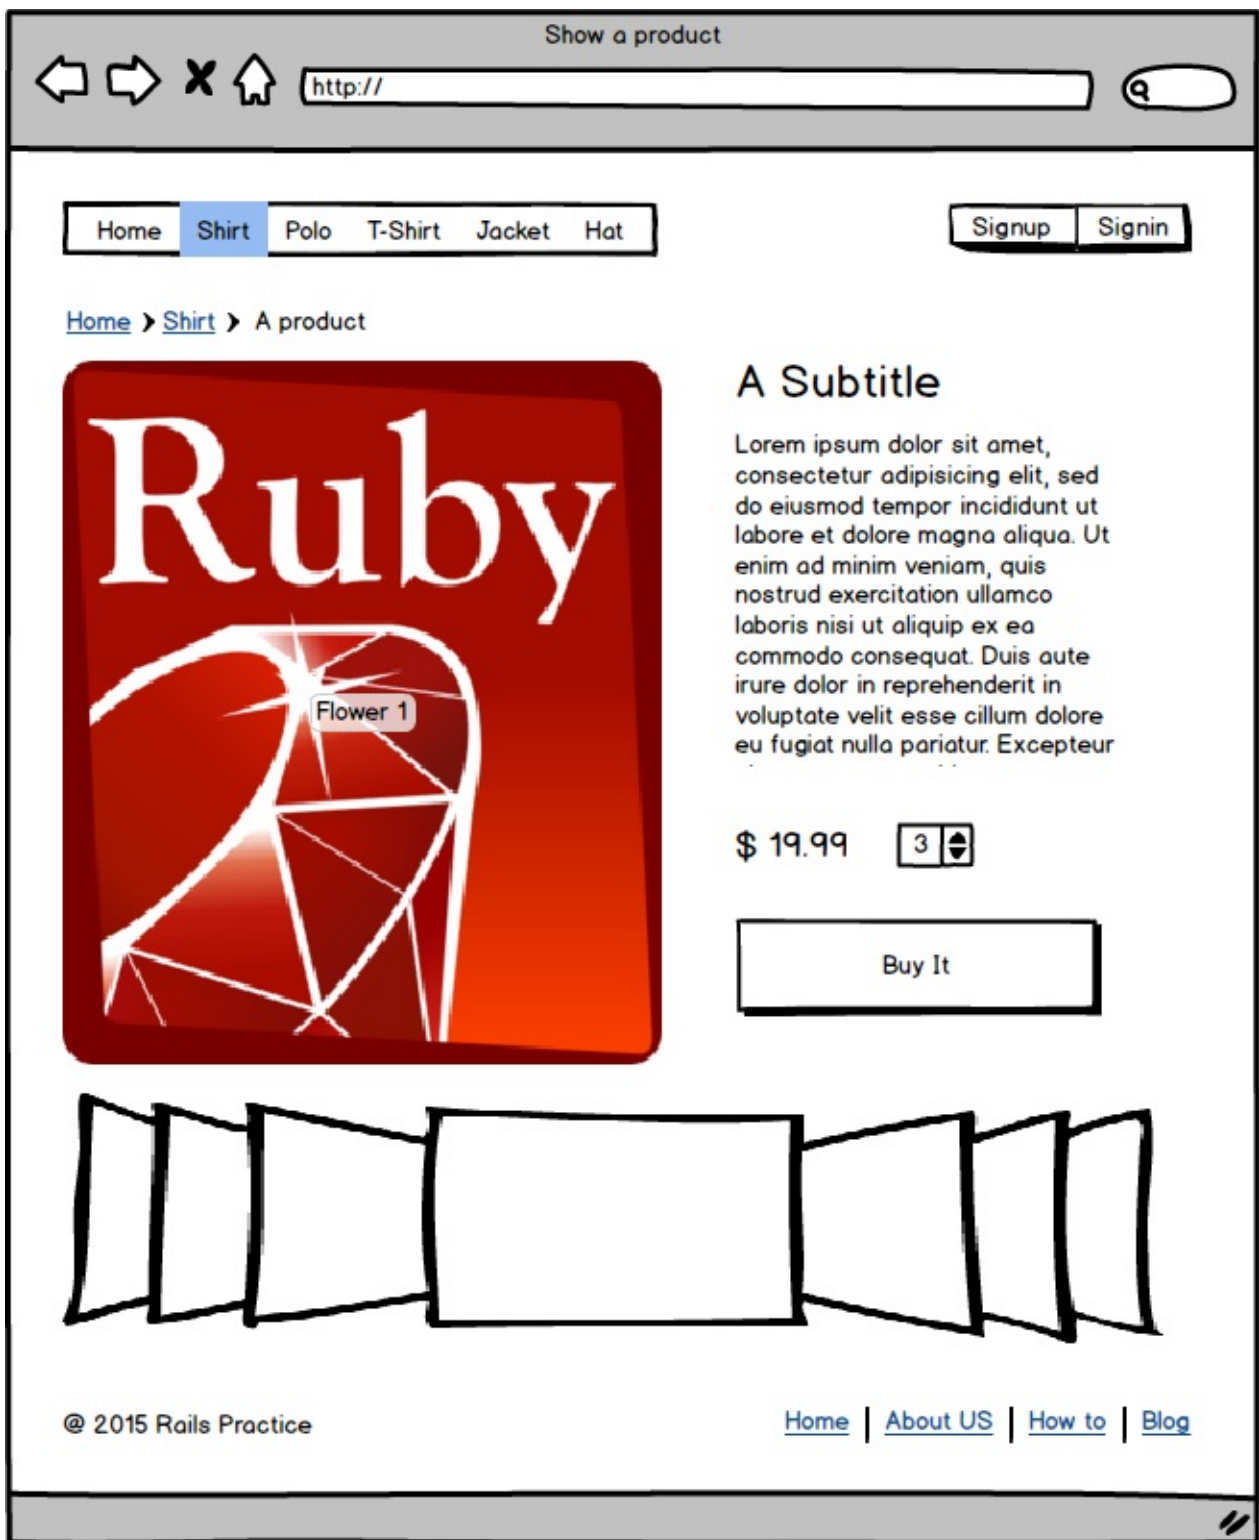 Show a product
http://
Home Shirt Polo T-Shirt Jacket Hat
Signup Signin
Home Shirt A product
Ruby
Flower 1
A Subtitle
Lorem ipsum dolor sit amet,
consectetur adipisicing elit, sed
do eiusmod tempor incididunt ut
labore et dolore magna aliqua. Ut
enim ad minim veniam, quis
nostrud exercitation ullamco
laboris nisi ut aliquip ex ea
commodo consequat. Duis aute
irure dolor in reprehenderit in
voluptate velit esse cillum dolore
eu fugiat nulla pariatur. Excepteur
$ 19.99 3
Buy It
@ 2015 Rails Practice
Home About US How to Blog